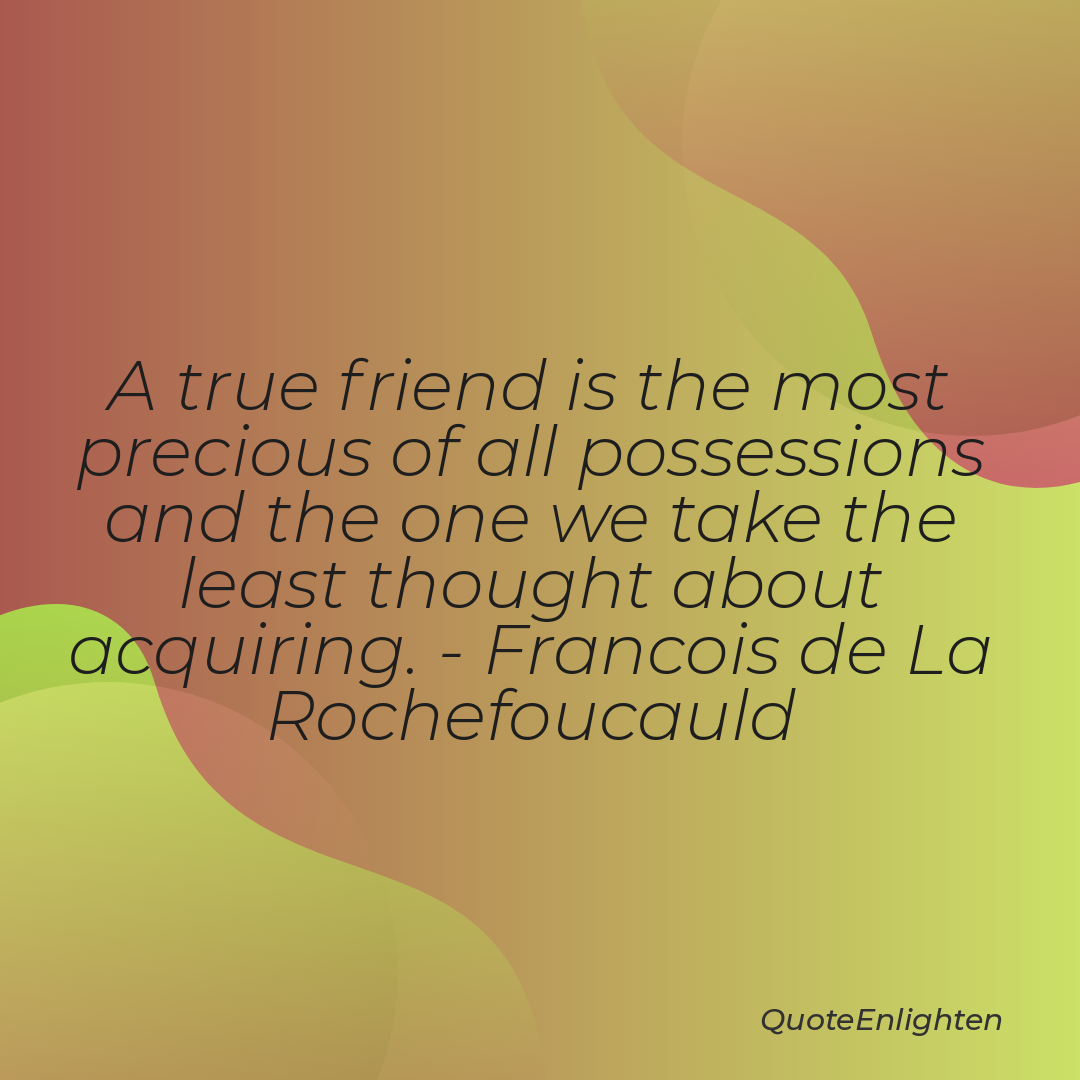 A true friend is the most
precious of all possessions
and the one we take the
least thought about
acquiring. - Francois de La
Rochefoucauld
QuoteEnlighten